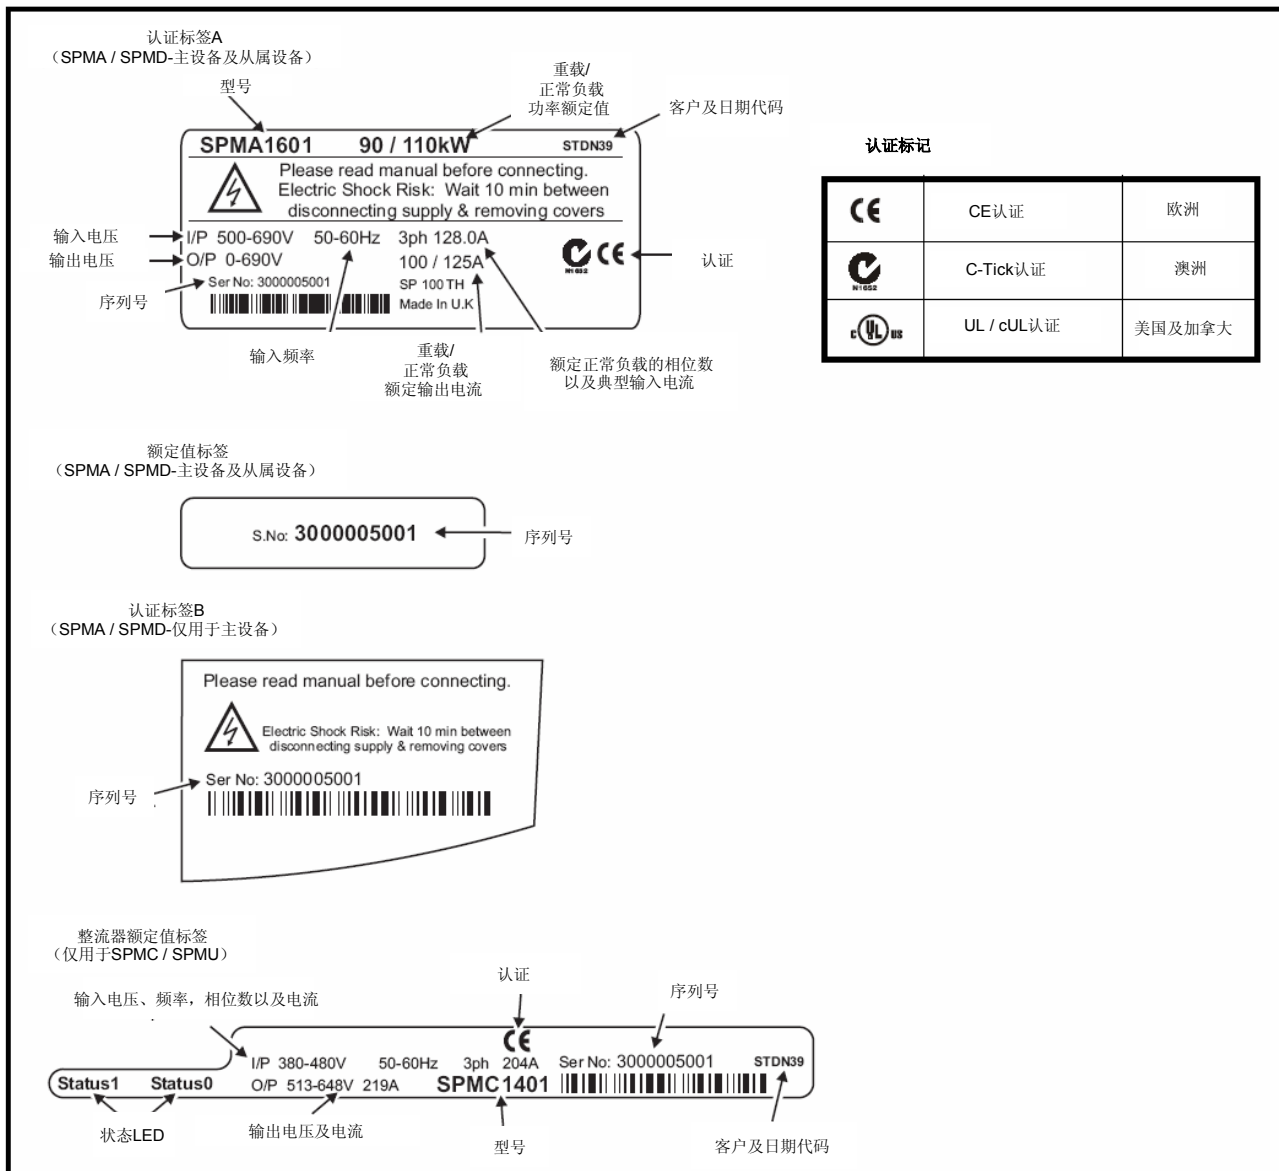 认证标签A
（SPMA / SPMD-主设备及从属设备）
型号
重载/
正常负载
功率额定值
客户及日期代码
SPMA1601 90 / 110kW STDN39
Please read manual before connecting.
Electric Shock Risk: Wait 10 min between
disconnecting supply & removing covers
输入电压
I/P 500-690V 50-60Hz 3ph 128.0A
输出电压
O/P 0-690V 100 / 125A
序列号
Ser No: 3000005001 SP 100 TH
Made In U.K
N1652
CE
认证
输入频率
重载/
正常负载
额定输出电流
额定正常负载的相位数
以及典型输入电流
认证标记
CE CE认证 欧洲
N1652 C-Tick认证 澳洲
c UL us UL / cUL认证 美国及加拿大
额定值标签
（SPMA / SPMD-主设备及从属设备）
S.No: 3000005001
序列号
认证标签B
（SPMA / SPMD-仅用于主设备）
Please read manual before connecting.
Electric Shock Risk: Wait 10 min between
disconnecting supply & removing covers
Ser No: 3000005001
序列号
整流器额定值标签
（仅用于SPMC / SPMU）
输入电压、频率，相位数以及电流
认证
序列号
CE
I/P 380-480V 50-60Hz 3ph 204A Ser No: 3000005001 STDN39
Status1 Status0 O/P 513-648V 219A SPMC1401
状态LED
输出电压及电流
型号
客户及日期代码